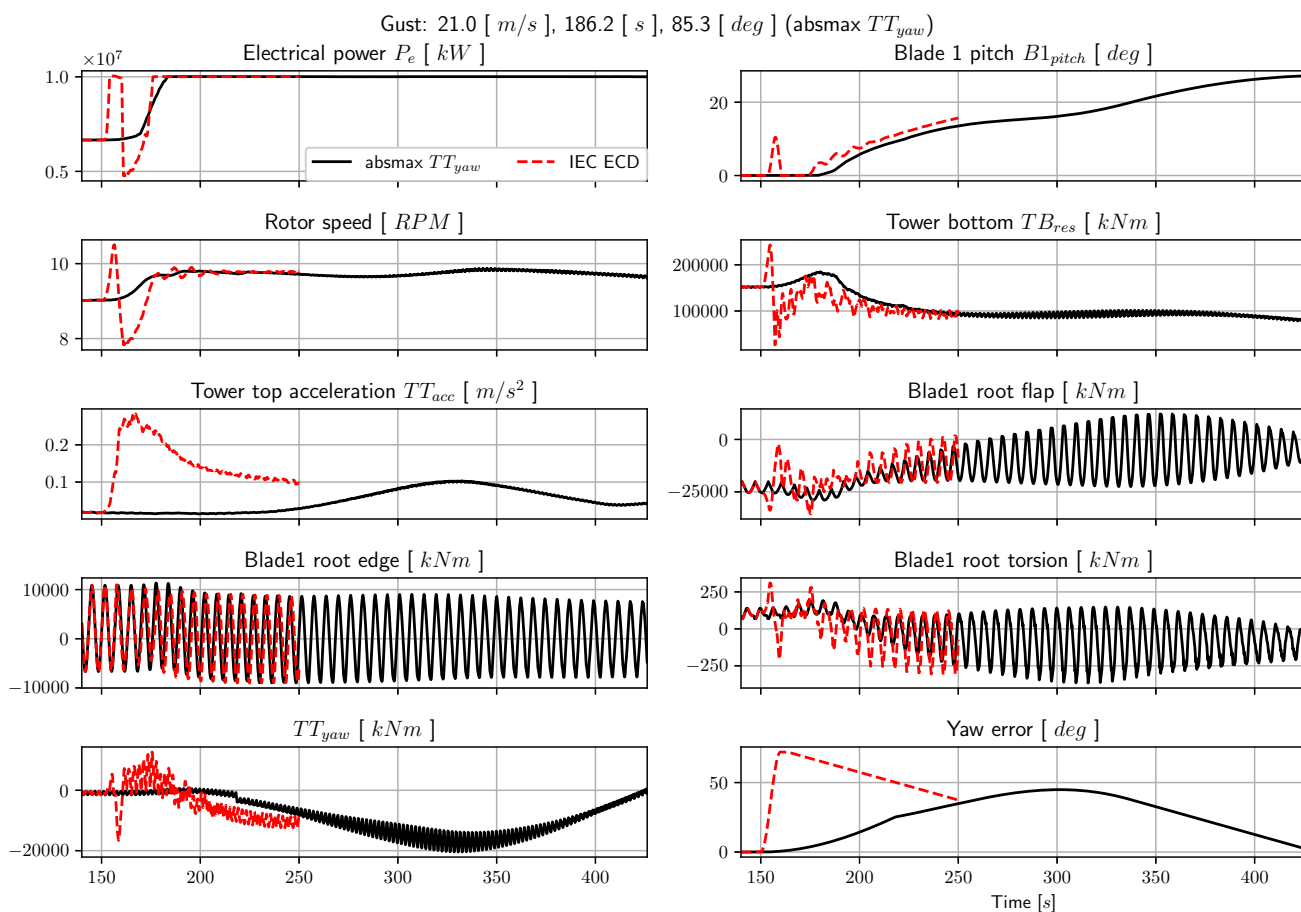 Gust: 21.0 [ m/s ], 186.2 [ s ], 85.3 [ deg ] (absmax TT_yaw)
Electrical power P_e [ kW ]
×10^7
1.0
0.5
absmax TT_yaw
IEC ECD
Blade 1 pitch B1_pitch [ deg ]
20
0
Rotor speed [ RPM ]
10
8
Tower bottom TB_res [ kNm ]
200000
100000
Tower top acceleration TT_acc [ m/s^2 ]
0.2
0.1
Blade1 root flap [ kNm ]
0
−25000
Blade1 root edge [ kNm ]
10000
0
−10000
Blade1 root torsion [ kNm ]
250
0
−250
TT_yaw [ kNm ]
0
−20000
150 200 250 300 350 400
Yaw error [ deg ]
50
0
150 200 250 300 350 400
Time [s]